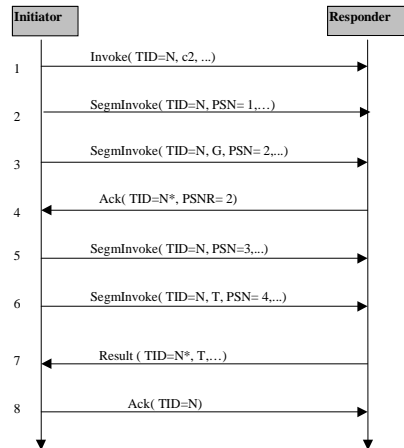 Initiator
Responder
1
Invoke( TID=N, c2, ...)
2
SegmInvoke( TID=N, PSN= 1,…)
3
SegmInvoke( TID=N, G, PSN= 2,...)
4
Ack( TID=N*, PSNR= 2)
5
SegmInvoke( TID=N, PSN=3,...)
6
SegmInvoke( TID=N, T, PSN= 4,...)
7
Result ( TID=N*, T,…)
8
Ack( TID=N)